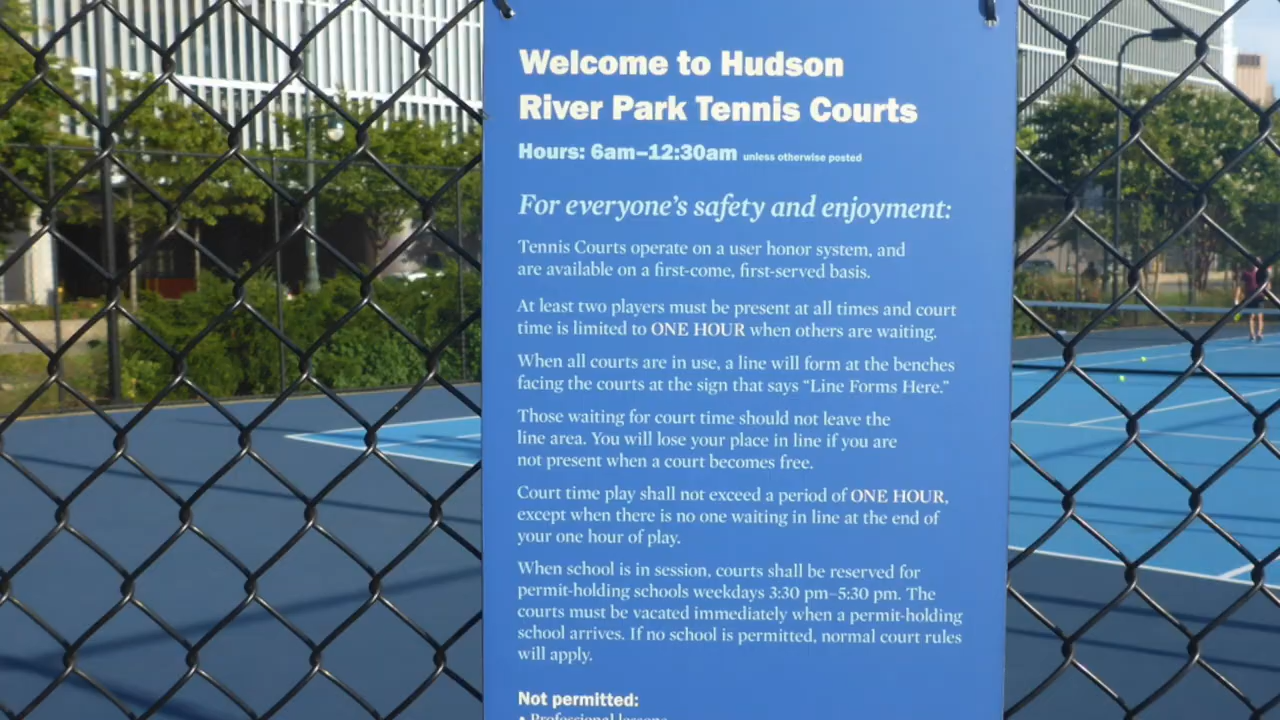 Welcome to Hudson
River Park Tennis Courts
Hours: 6am–12:30am unless otherwise posted
For everyone's safety and enjoyment:
Tennis Courts operate on a user honor system, and
are available on a first-come, first-served basis.
At least two players must be present at all times and court
time is limited to ONE HOUR when others are waiting.
When all courts are in use, a line will form at the benches
facing the courts at the sign that says “Line Forms Here.”
Those waiting for court time should not leave the
line area. You will lose your place in line if you are
not present when a court becomes free.
Court time play shall not exceed a period of ONE HOUR,
except when there is no one waiting in line at the end of
your one hour of play.
When school is in session, courts shall be reserved for
permit-holding schools weekdays 3:30 pm–5:30 pm. The
courts must be vacated immediately when a permit-holding
school arrives. If no school is permitted, normal court rules
will apply.
Not permitted:
• Professional lessons